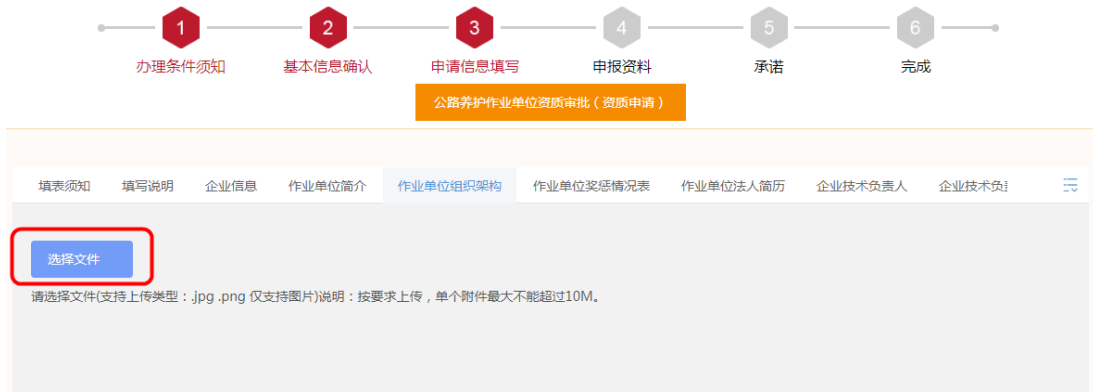 1 2 3 4 5 6
办理条件须知 基本信息确认 申请信息填写 申报资料 承诺 完成
公路养护作业单位资质审批（资质申请）
填表须知 填写说明 企业信息 作业单位简介 作业单位组织架构 作业单位奖惩情况表 作业单位法人简历 企业技术负责人 企业技术负
选择文件
请选择文件(支持上传类型：.jpg .png 仅支持图片)说明：按要求上传，单个附件最大不能超过10M。